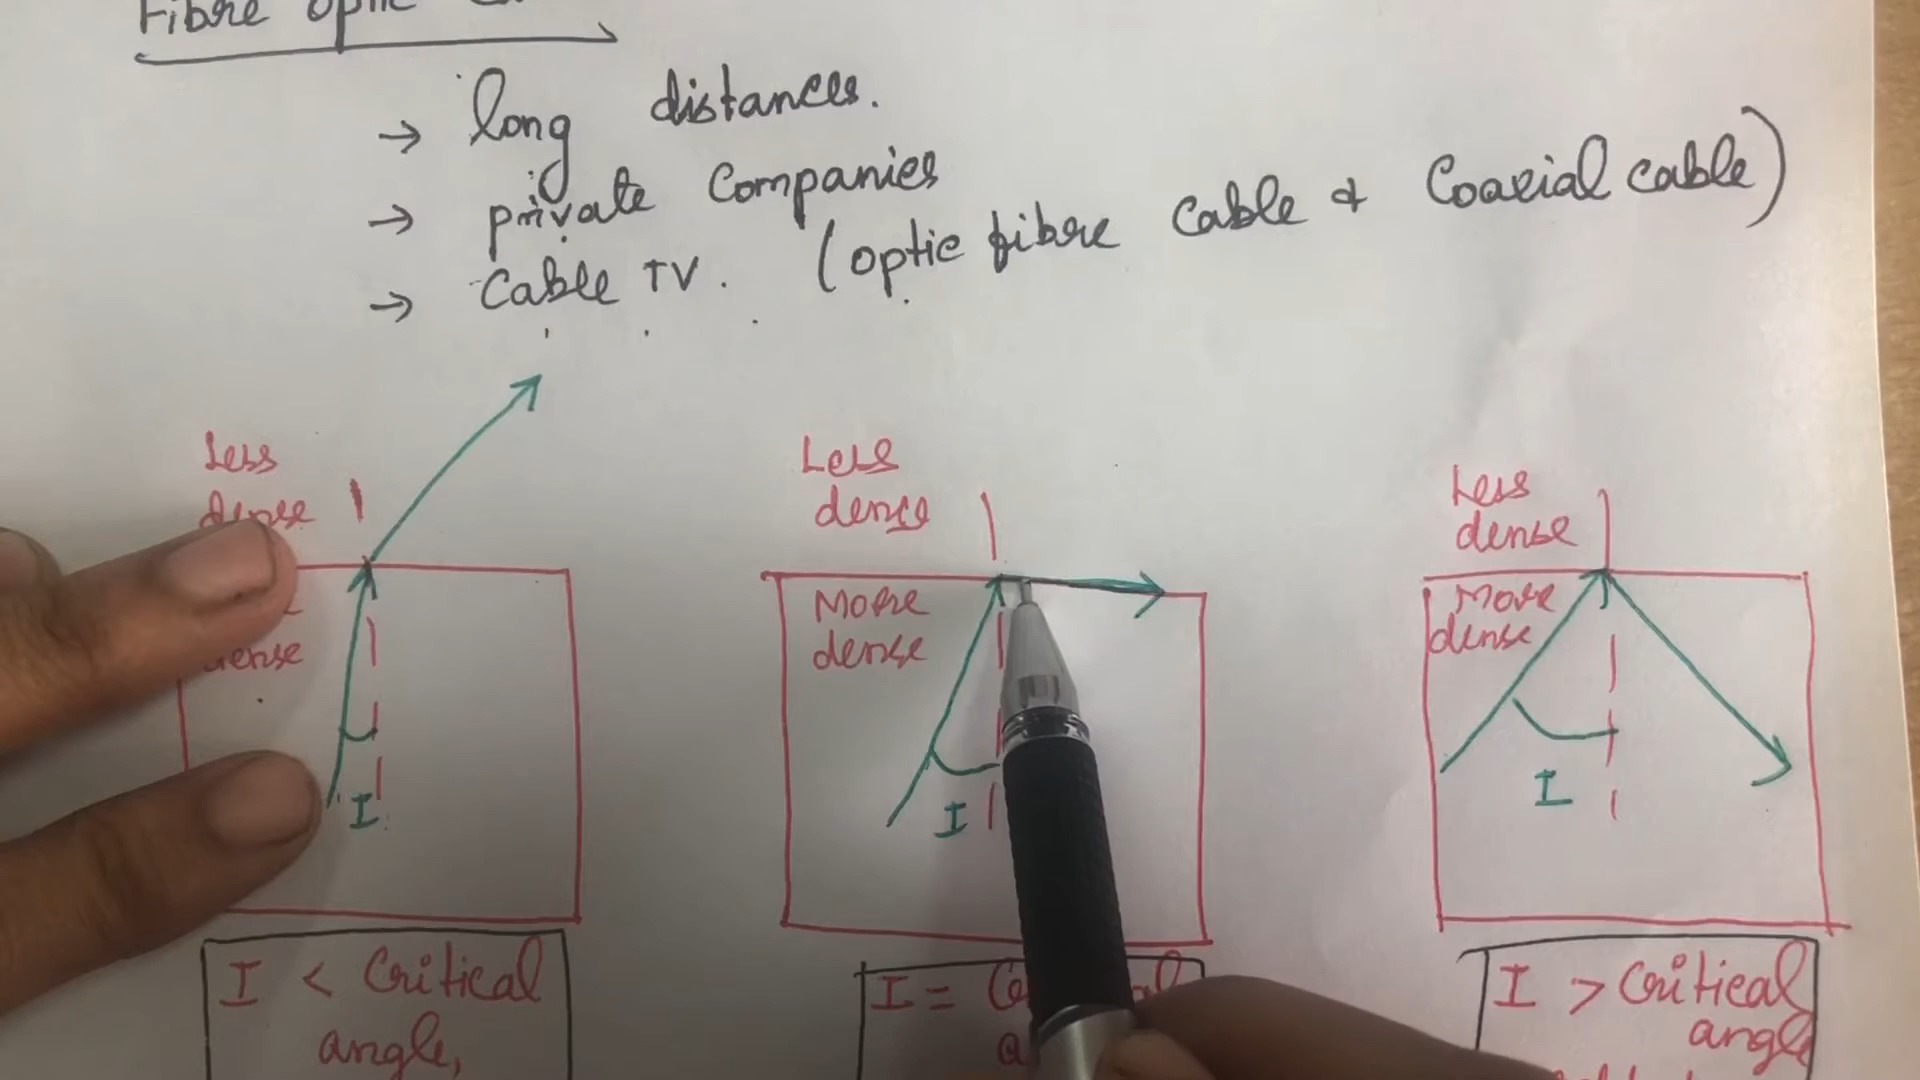 Fibre optic
→ long distances.
→ private companies
→ Cable TV. (optic fibre cable & Coaxial cable)
Less
dense
dense
I
I < Critical
angle,
Less
dense
More
dense
I
I =
Less
dense
More
dense
I
I > Critical
angle